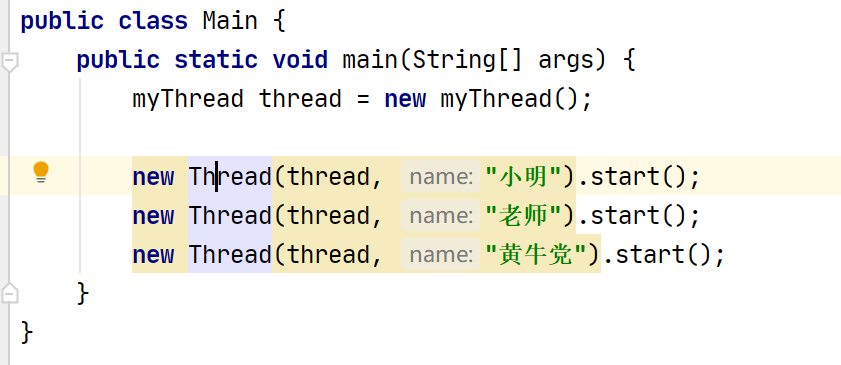 public class Main {
public static void main(String[] args) {
myThread thread = new myThread();
new Thread(thread, name: "小明").start();
new Thread(thread, name: "老师").start();
new Thread(thread, name: "黄牛党").start();
}
}